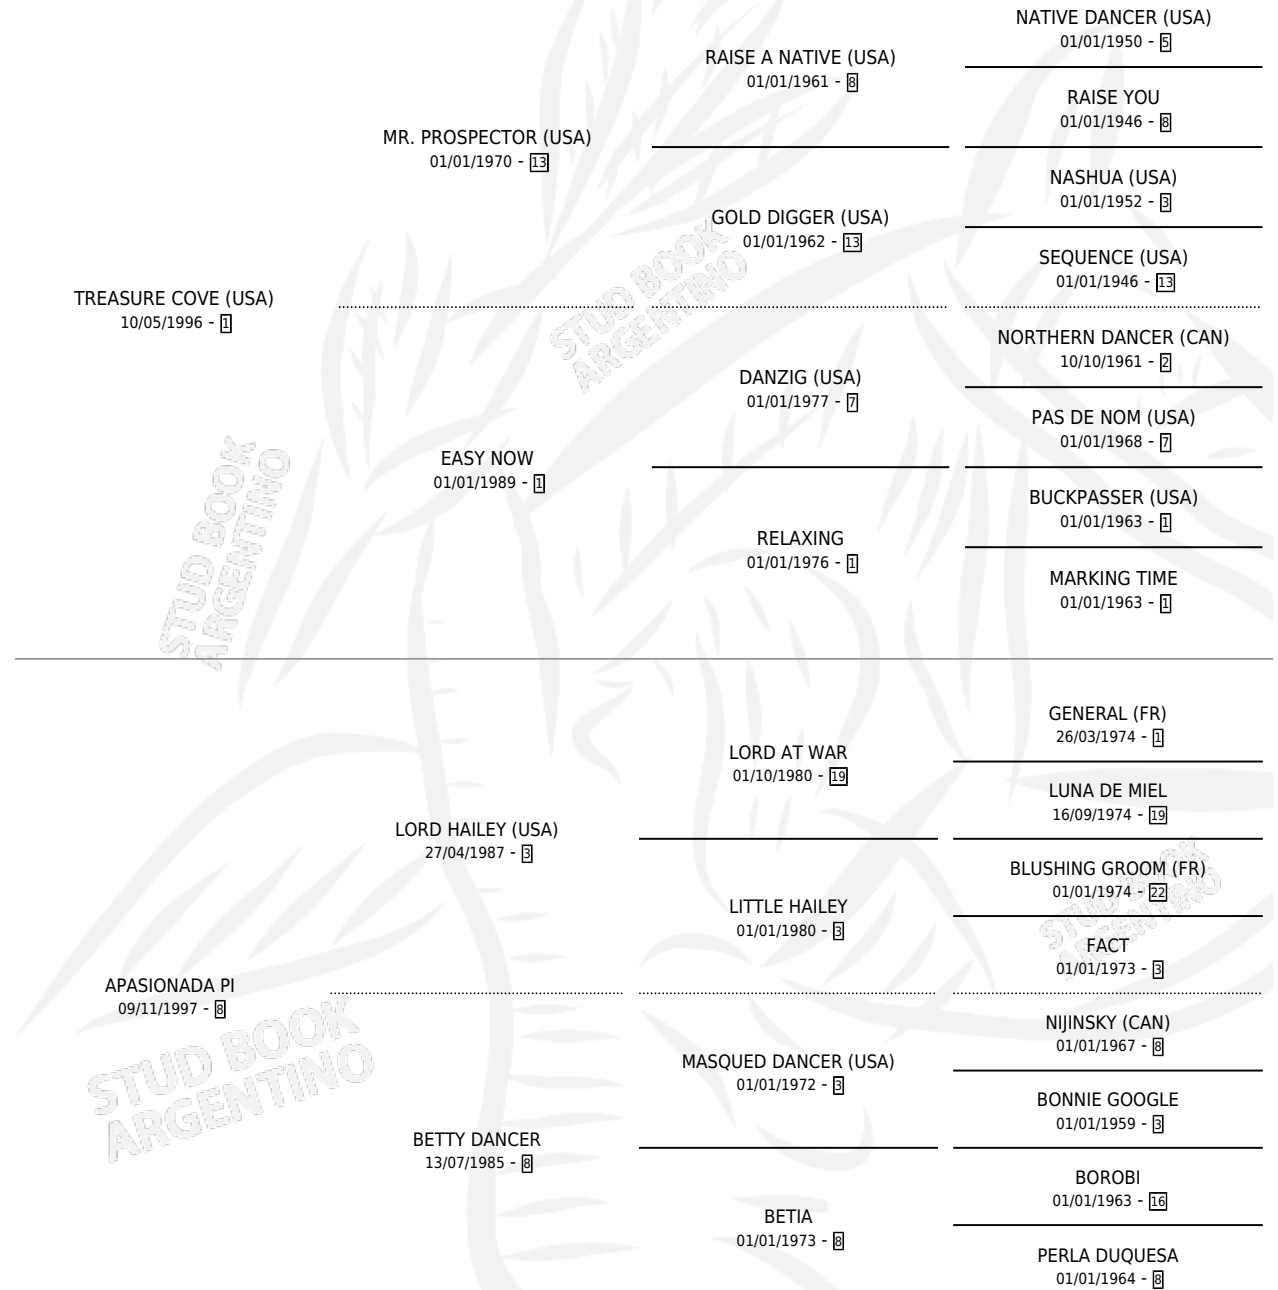 NATIVE DANCER (USA)
01/01/1950 - 5
RAISE A NATIVE (USA)
01/01/1961 - 8
RAISE YOU
01/01/1946 - 8
MR. PROSPECTOR (USA)
01/01/1970 - 13
NASHUA (USA)
01/01/1952 - 3
GOLD DIGGER (USA)
01/01/1962 - 13
SEQUENCE (USA)
01/01/1946 - 13
TREASURE COVE (USA)
10/05/1996 - 1
NORTHERN DANCER (CAN)
10/10/1961 - 2
DANZIG (USA)
01/01/1977 - 7
PAS DE NOM (USA)
01/01/1968 - 7
EASY NOW
01/01/1989 - 1
BUCKPASSER (USA)
01/01/1963 - 1
RELAXING
01/01/1976 - 1
MARKING TIME
01/01/1963 - 1
GENERAL (FR)
26/03/1974 - 1
LORD AT WAR
01/10/1980 - 19
LUNA DE MIEL
16/09/1974 - 19
LORD HAILEY (USA)
27/04/1987 - 3
BLUSHING GROOM (FR)
01/01/1974 - 22
LITTLE HAILEY
01/01/1980 - 3
FACT
01/01/1973 - 3
APASIONADA PI
09/11/1997 - 8
NIJINSKY (CAN)
01/01/1967 - 8
MASQUED DANCER (USA)
01/01/1972 - 3
BONNIE GOOGLE
01/01/1959 - 3
BETTY DANCER
13/07/1985 - 8
BOROBI
01/01/1963 - 16
BETIA
01/01/1973 - 8
PERLA DUQUESA
01/01/1964 - 8
STUD BOOK
ARGENTINO
STUD BOOK
ARGENTINO
STUD BOOK
ARGENTINO
STUD BOOK
ARGENTINO